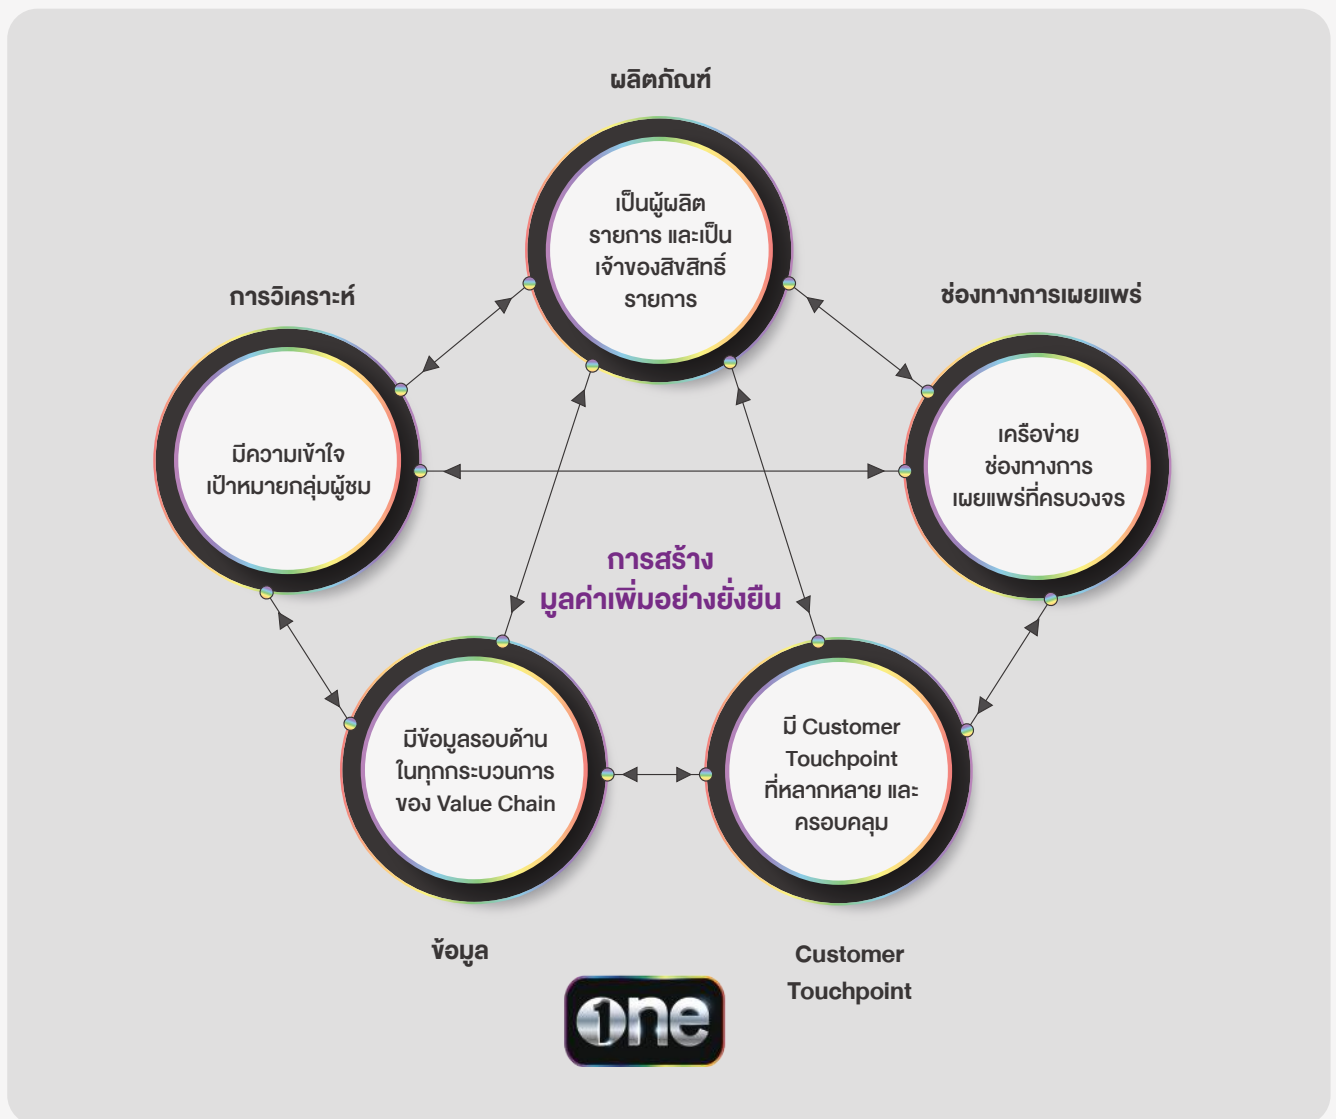 ผลิตภัณฑ์
เป็นผู้ผลิต
รายการ และเป็น
เจ้าของลิขสิทธิ์
รายการ
การวิเคราะห์
มีความเข้าใจ
เป้าหมายกลุ่มผู้ชม
ช่องทางการเผยแพร่
เครือข่าย
ช่องทางการ
เผยแพร่ที่ครบวงจร
การสร้าง
มูลค่าเพิ่มอย่างยั่งยืน
มีข้อมูลรอบด้าน
ในทุกกระบวนการ
ของ Value Chain
ข้อมูล
มี Customer
Touchpoint
ที่หลากหลาย และ
ครอบคลุม
Customer
Touchpoint
one